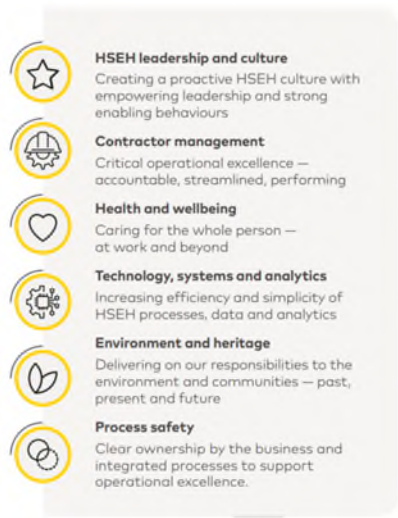 HSEH leadership and culture
Creating a proactive HSEH culture with
empowering leadership and strong
enabling behaviours
Contractor management
Critical operational excellence —
accountable, streamlined, performing
Health and wellbeing
Caring for the whole person —
at work and beyond
Technology, systems and analytics
Increasing efficiency and simplicity of
HSEH processes, data and analytics
Environment and heritage
Delivering on our responsibilities to the
environment and communities — past,
present and future
Process safety
Clear ownership by the business and
integrated processes to support
operational excellence.